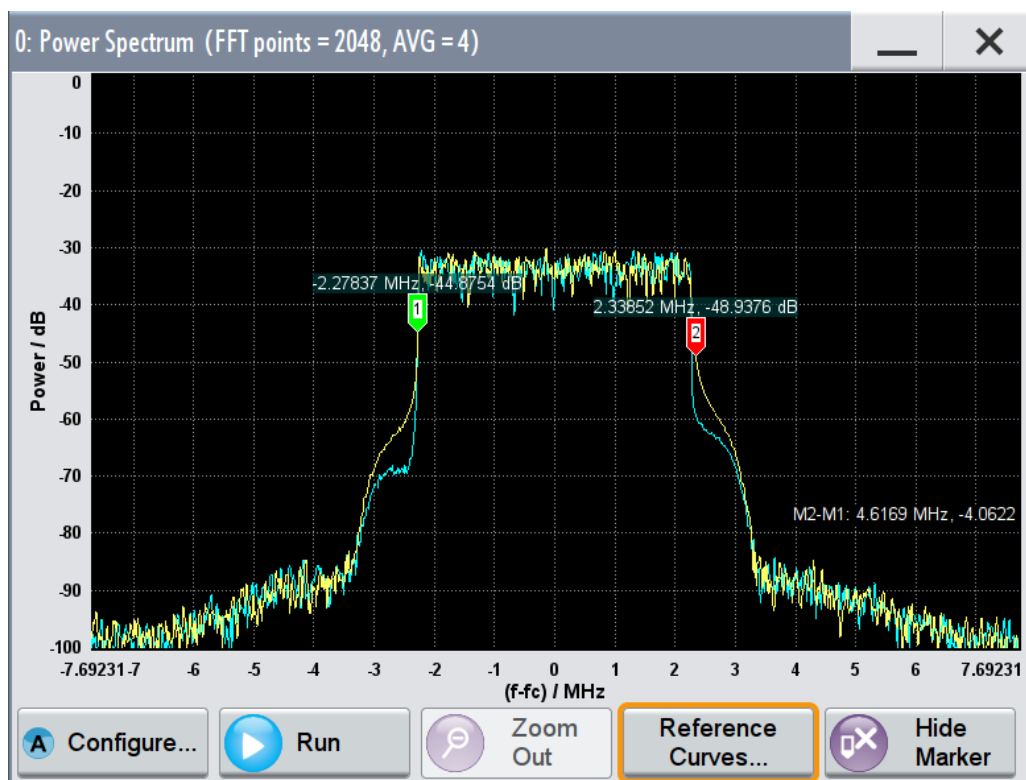 0: Power Spectrum (FFT points = 2048, AVG = 4)
0
-10
-20
-30
-2.27837 MHz, -44.8754 dB
-40
1
2.33852 MHz, -48.9376 dB
2
Power / dB
-50
-60
-70
M2-M1: 4.6169 MHz, -4.0622
-80
-90
-100
-7.69231 -7 -6 -5 -4 -3 -2 -1 0 1 2 3 4 5 6 7.69231
(f-fc) / MHz
A Configure...
Run
Zoom
Out
Reference
Curves...
Hide
Marker